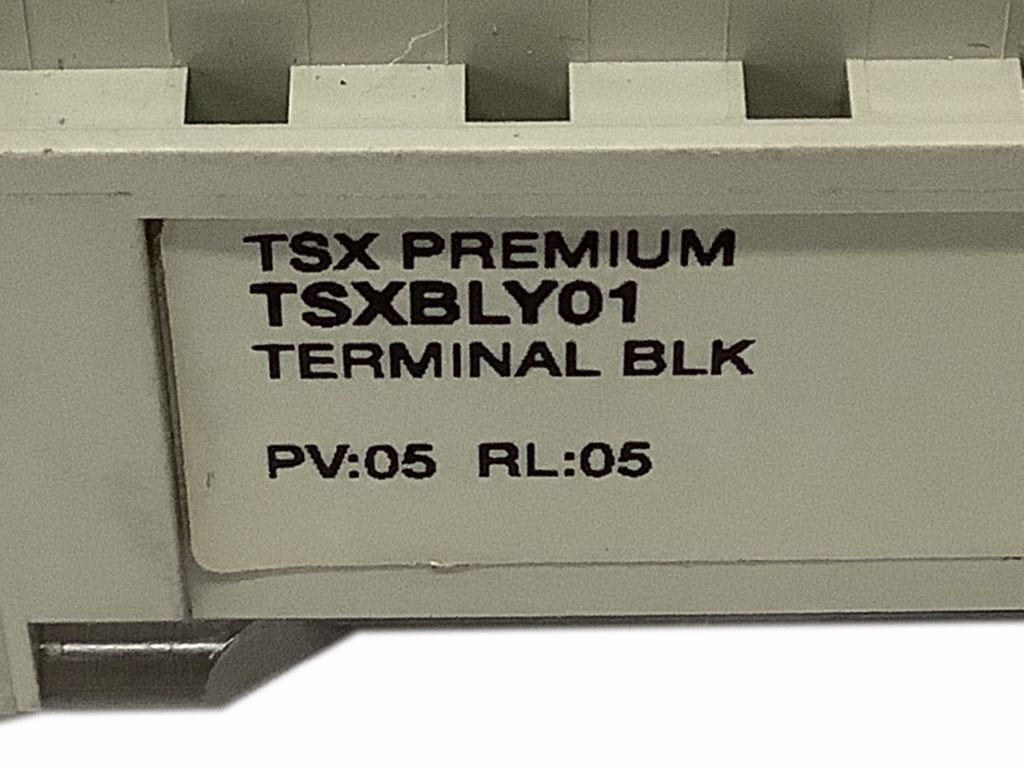 TSX PREMIUM
TSXBLY01
TERMINAL BLK
PV:05 RL:05